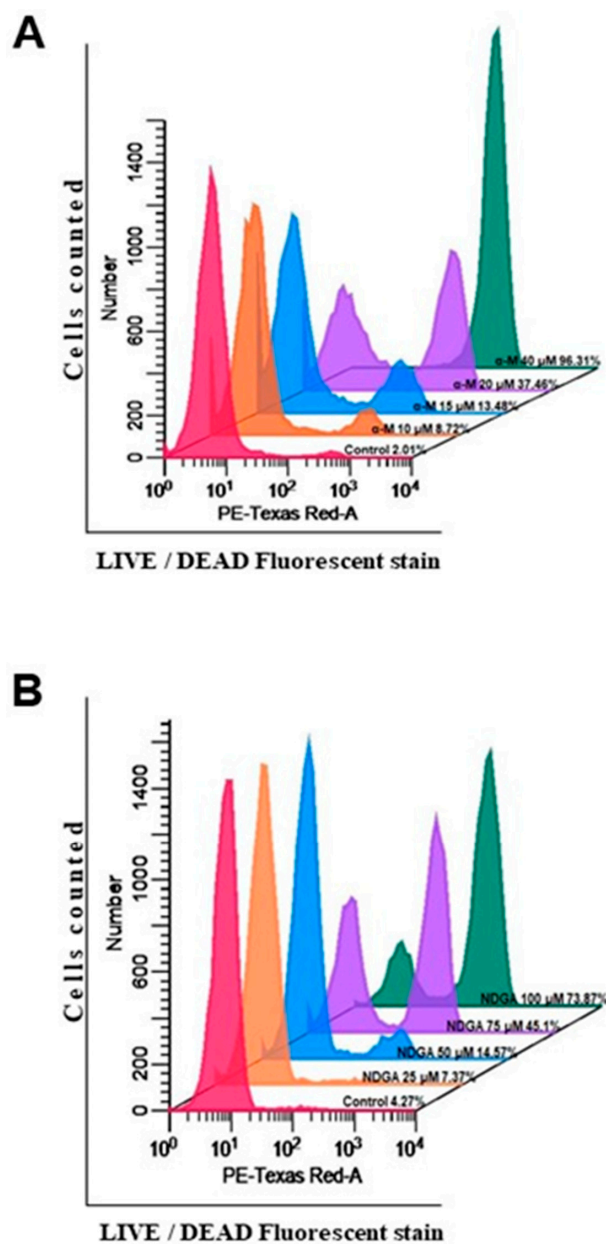 A
Cells counted
Number
1400
1000
600
200
0
α-M 40 µM 96.31%
α-M 20 µM 37.46%
α-M 15 µM 13.48%
α-M 10 µM 8.72%
Control 2.01%
10⁰ 10¹ 10² 10³ 10⁴
PE-Texas Red-A
LIVE / DEAD Fluorescent stain
B
Cells counted
Number
1400
1000
600
200
0
NDGA 100 µM 73.87%
NDGA 75 µM 45.1%
NDGA 50 µM 14.57%
NDGA 25 µM 7.37%
Control 4.27%
10⁰ 10¹ 10² 10³ 10⁴
PE-Texas Red-A
LIVE / DEAD Fluorescent stain